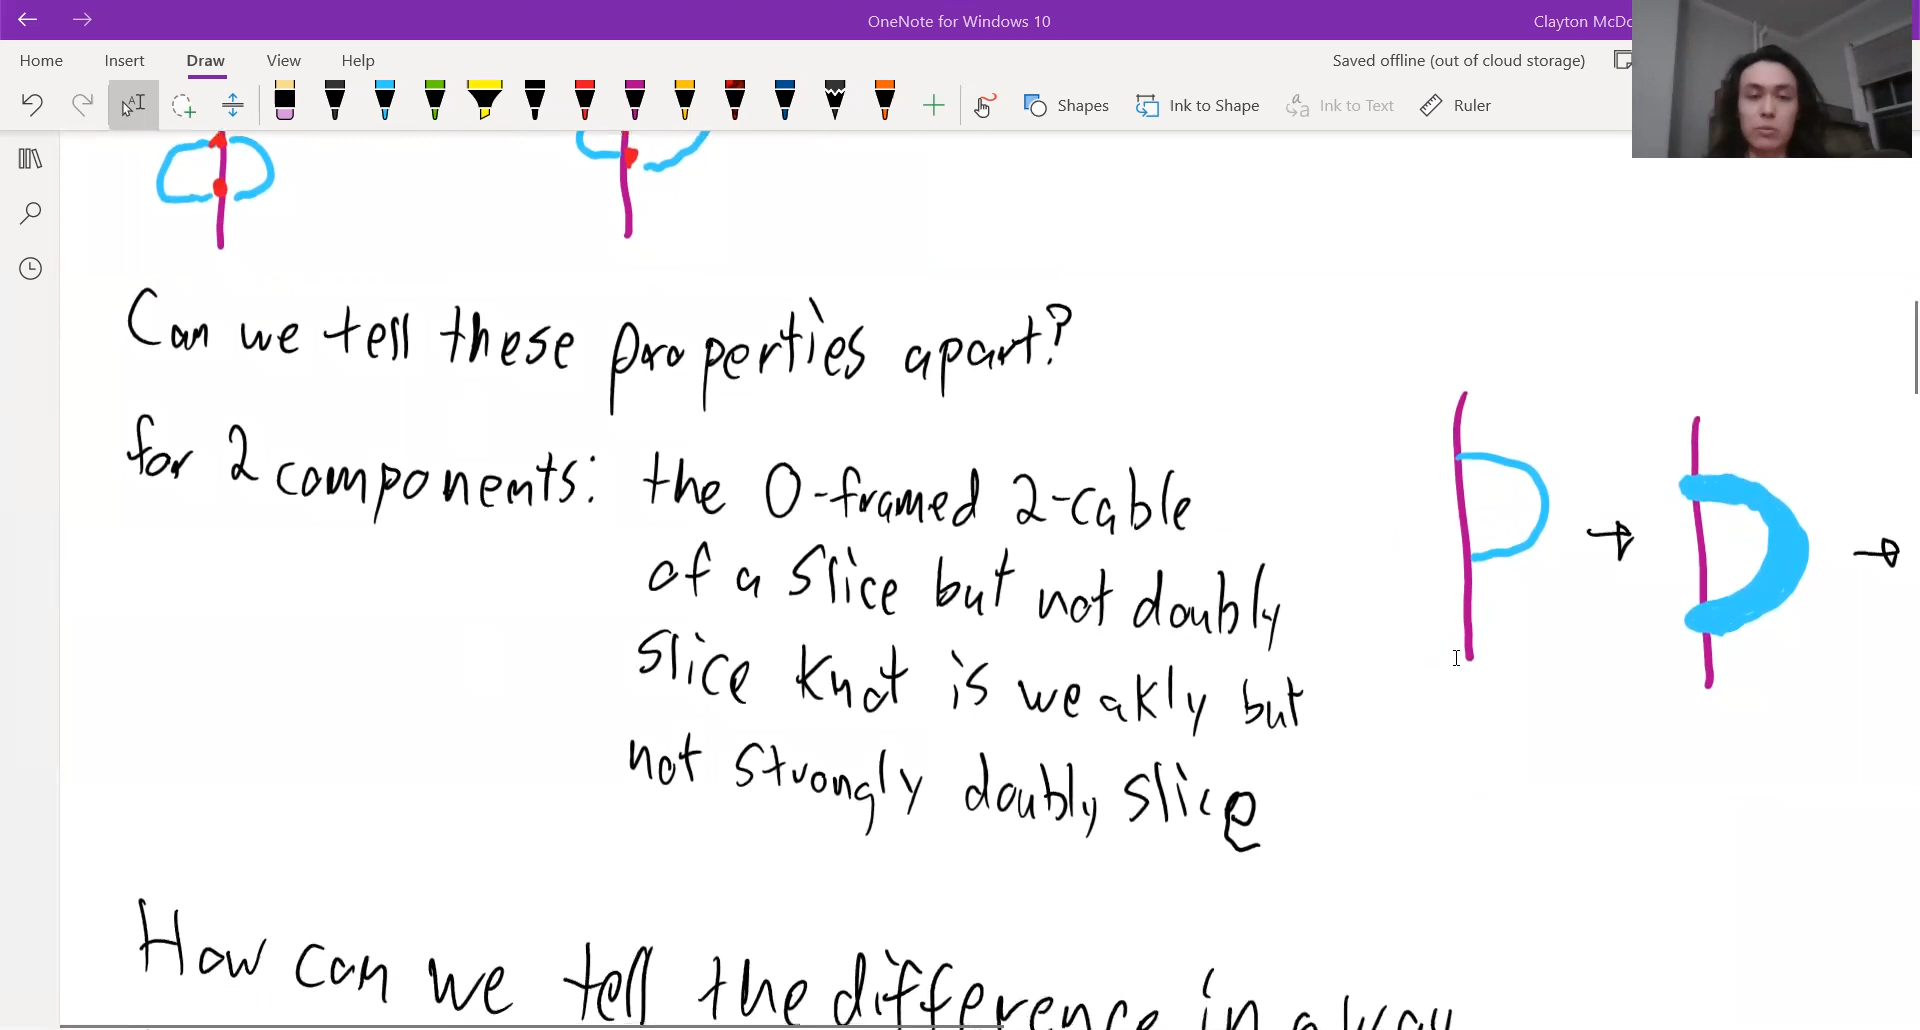 OneNote for Windows 10
Clayton McDo
Home Insert Draw View Help
Saved offline (out of cloud storage)
Shapes Ink to Shape Ink to Text Ruler
Can we tell these properties apart?
for 2 components: the 0-framed 2-cable
of a slice but not doubly
slice knot is weakly but
not strongly doubly slice
How can we tell the difference in a way